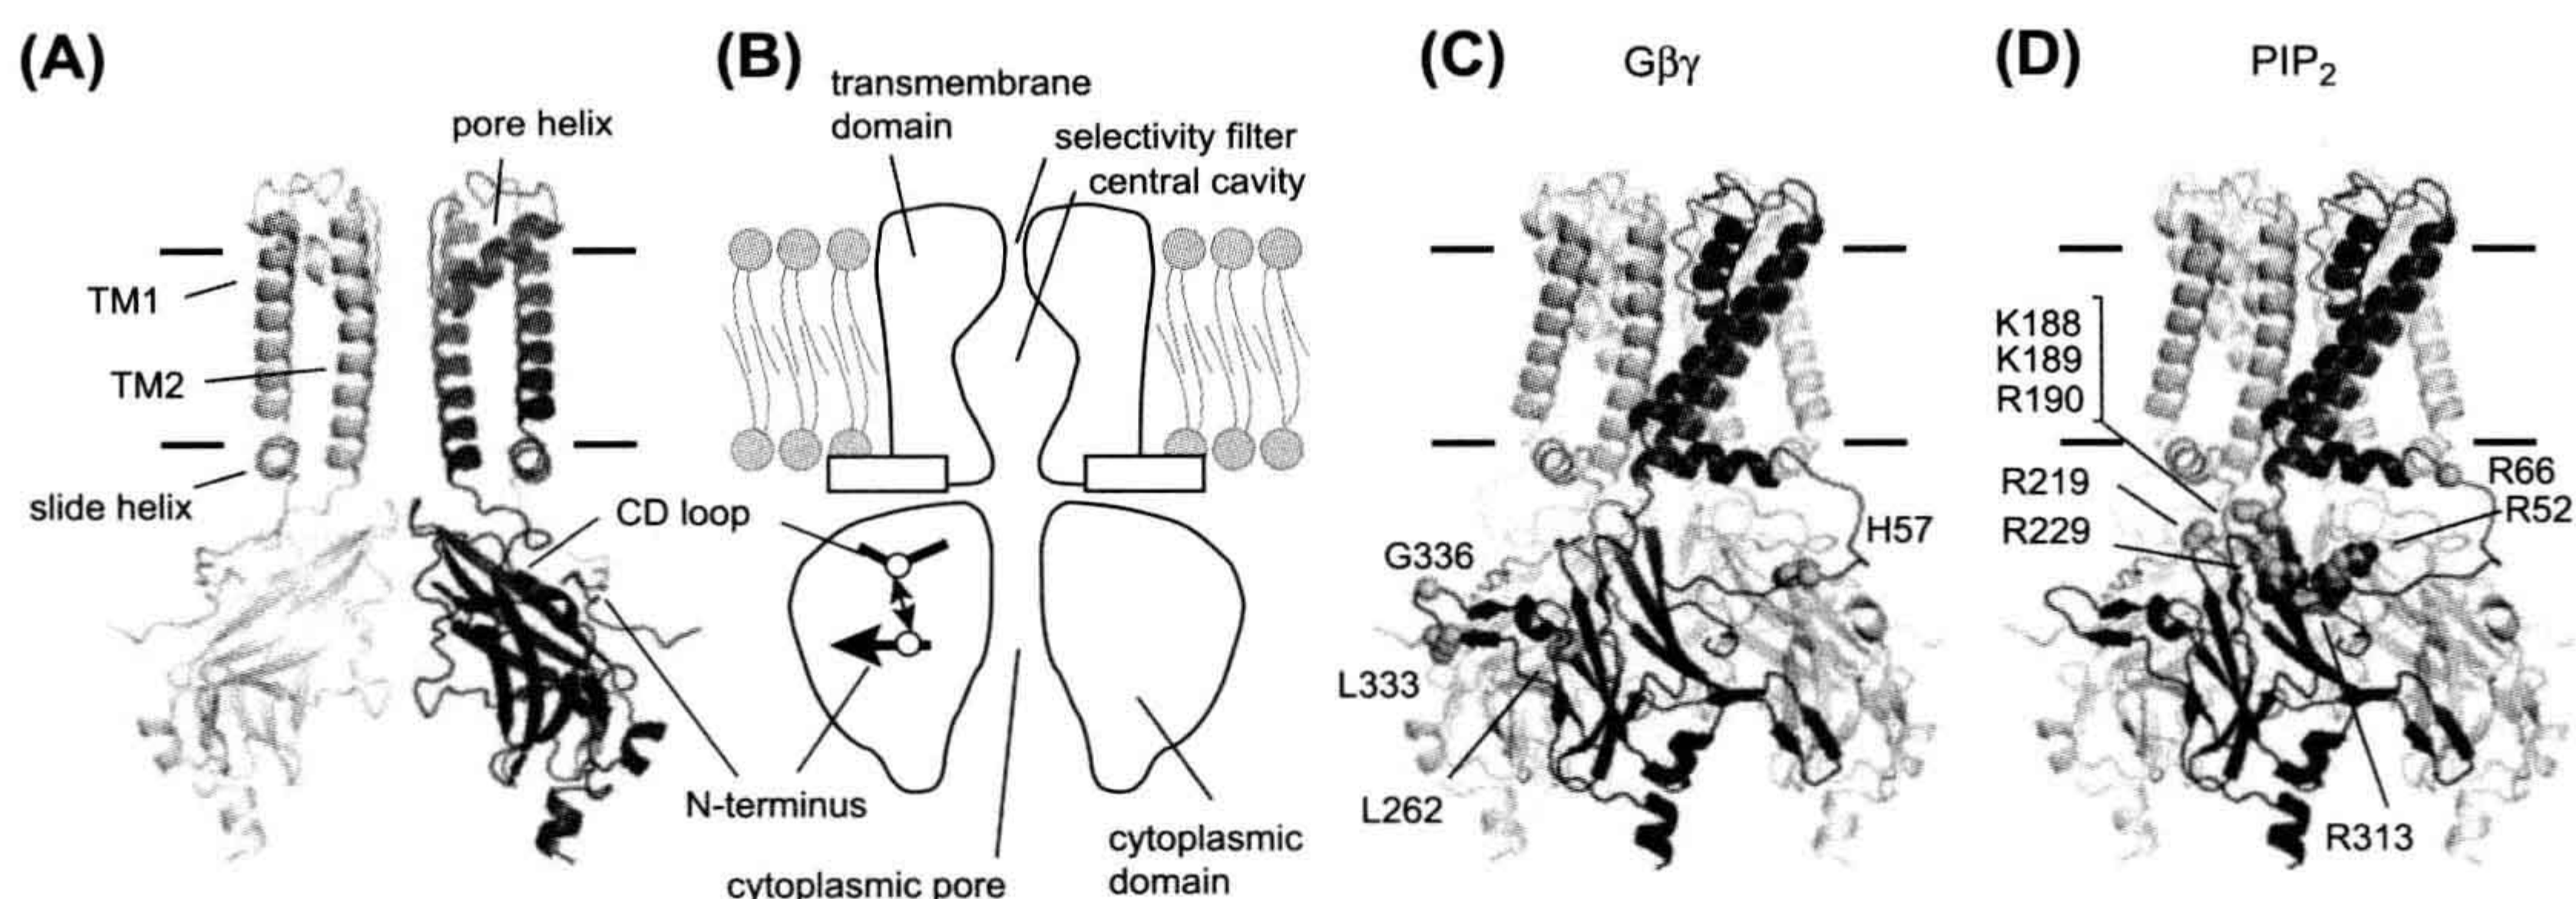 (A)
pore helix
TM1
TM2
slide helix
(B)
transmembrane
domain
selectivity filter
central cavity
CD loop
N-terminus
cytoplasmic pore
cytoplasmic
domain
(C)
Gβγ
G336
H57
L333
L262
(D)
PIP2
K188
K189
R190
R219
R229
R66
R52
R313